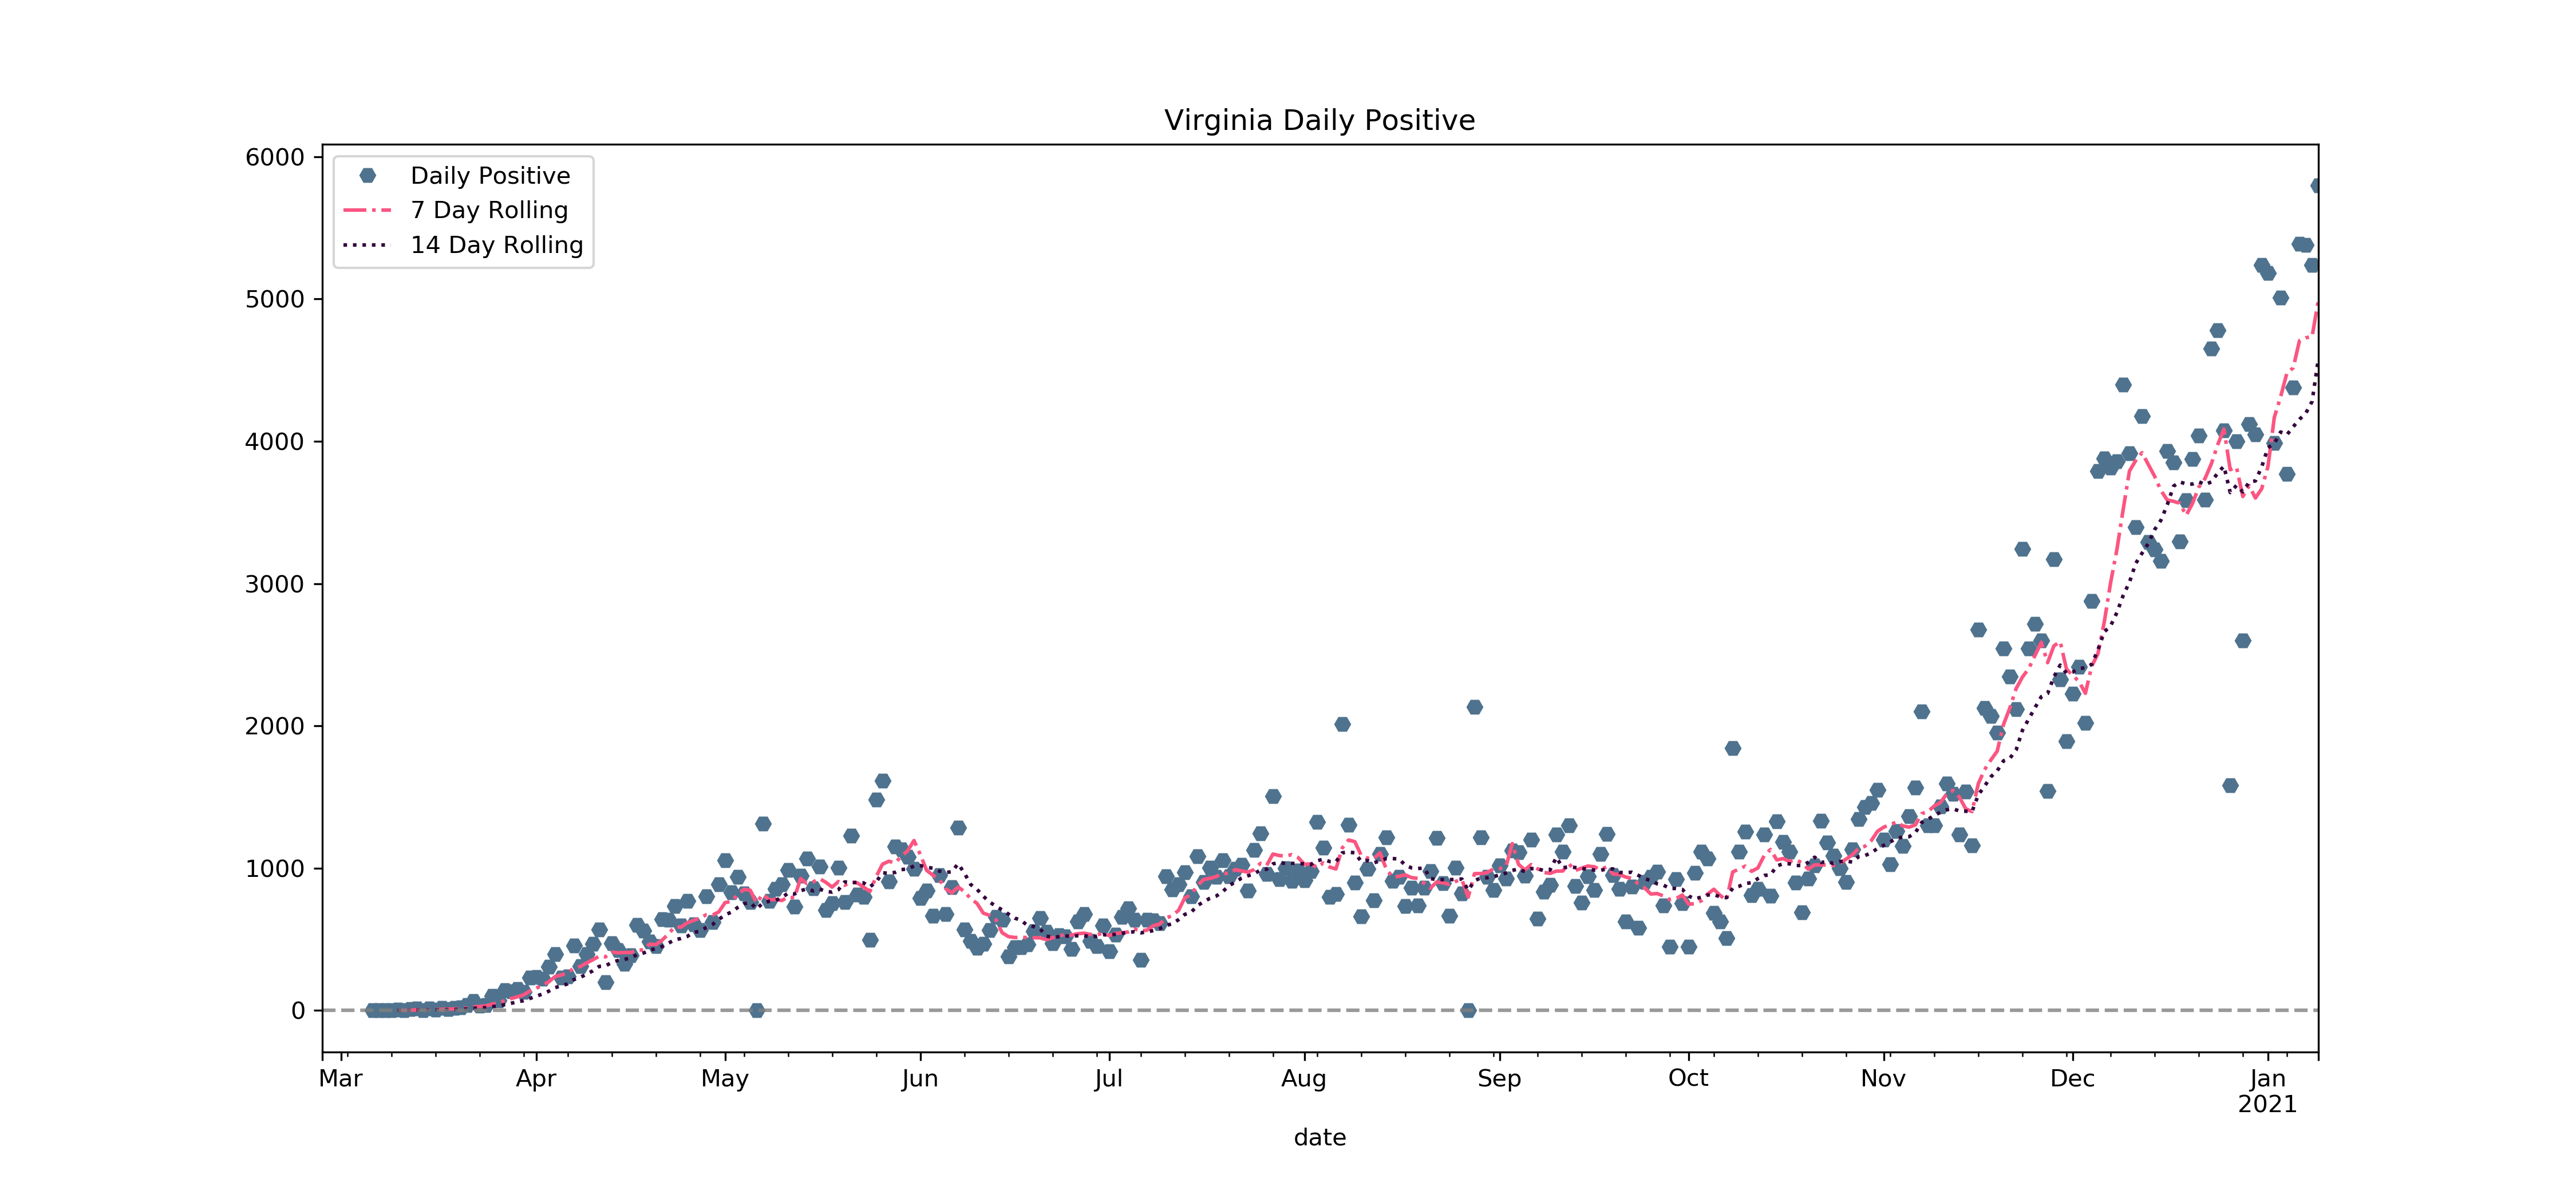 Virginia Daily Positive
6000
5000
4000
3000
2000
1000
0
Daily Positive
7 Day Rolling
14 Day Rolling
Mar Apr May Jun Jul Aug Sep Oct Nov Dec Jan
2021
date